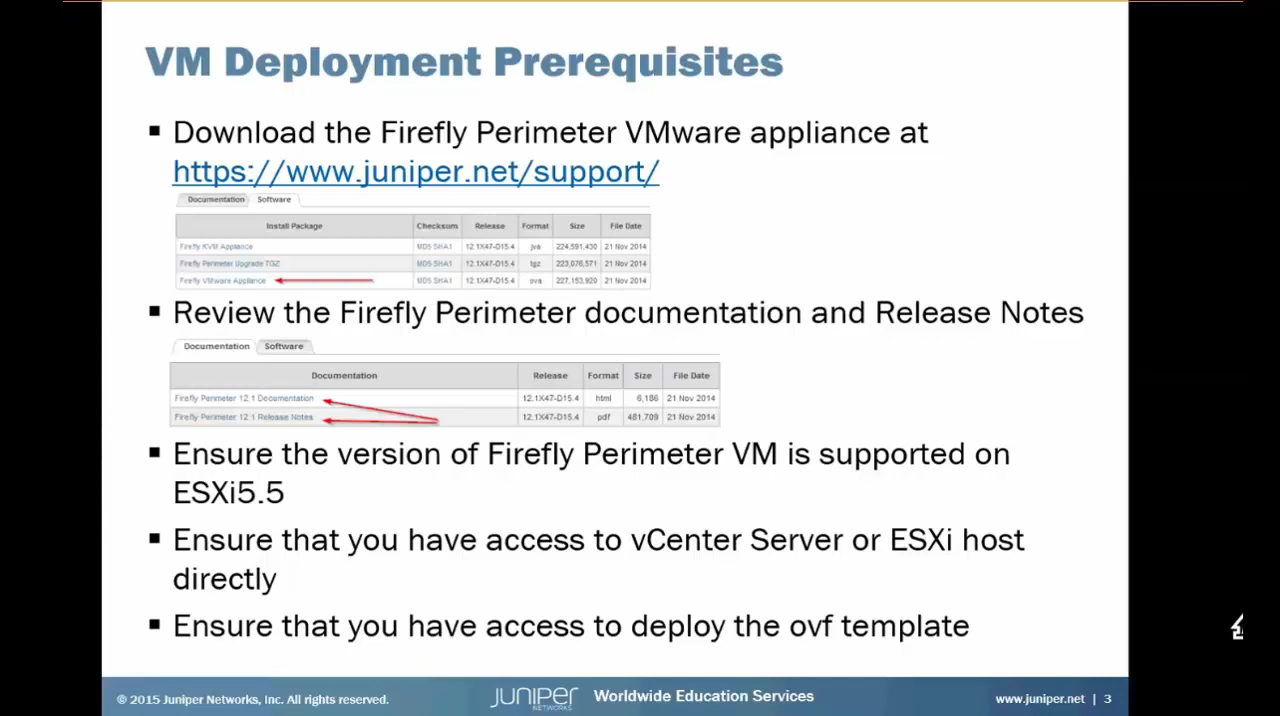 VM Deployment Prerequisites
▪ Download the Firefly Perimeter VMware appliance at
https://www.juniper.net/support/
Documentation Software
Install Package Checksum Release Format Size File Date
Firefly KVM Appliance MD5 SHA1 12.1X47-D15.4 jva 224,591,430 21 Nov 2014
Firefly Perimeter Upgrade TGZ MD5 SHA1 12.1X47-D15.4 tgz 223,076,571 21 Nov 2014
Firefly VMware Appliance MD5 SHA1 12.1X47-D15.4 ova 227,153,920 21 Nov 2014
▪ Review the Firefly Perimeter documentation and Release Notes
Documentation Software
Documentation Release Format Size File Date
Firefly Perimeter 12.1 Documentation 12.1X47-D15.4 html 6,186 21 Nov 2014
Firefly Perimeter 12.1 Release Notes 12.1X47-D15.4 pdf 481,709 21 Nov 2014
▪ Ensure the version of Firefly Perimeter VM is supported on
ESXi5.5
▪ Ensure that you have access to vCenter Server or ESXi host
directly
▪ Ensure that you have access to deploy the ovf template
© 2015 Juniper Networks, Inc. All rights reserved. JUNIPER NETWORKS Worldwide Education Services www.juniper.net | 3